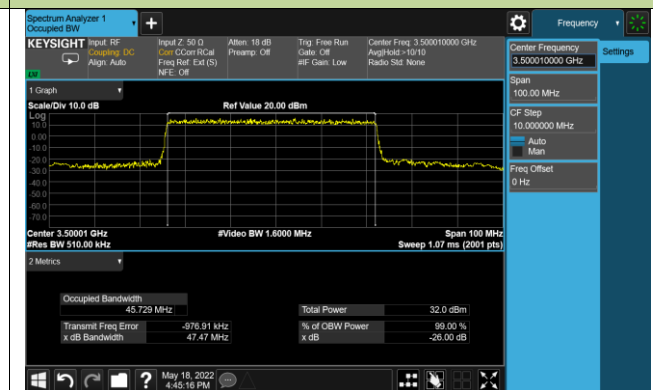 Spectrum Analyzer 1
Occupied BW
+
Frequency
KEYSIGHT
Input: RF
Coupling: DC
Align: Auto
Input Z: 50 Ω
Corr CCorr RCal
Freq Ref: Ext (S)
NFE: Off
Atten: 18 dB
Preamp: Off
Trig: Free Run
Gate: Off
#IF Gain: Low
Center Freq: 3.500010000 GHz
Avg|Hold:>10/10
Radio Std: None
LXI
Center Frequency
3.500010000 GHz
Settings
Span
100.00 MHz
CF Step
10.000000 MHz
Auto
Man
Freq Offset
0 Hz
1 Graph
Scale/Div 10.0 dB
Ref Value 20.00 dBm
Log
10.0
0.00
-10.0
-20.0
-30.0
-40.0
-50.0
-60.0
-70.0
Center 3.50001 GHz
#Video BW 1.6000 MHz
Span 100 MHz
#Res BW 510.00 kHz
Sweep 1.07 ms (2001 pts)
2 Metrics
Occupied Bandwidth
45.729 MHz
Total Power 32.0 dBm
Transmit Freq Error -976.91 kHz
% of OBW Power 99.00 %
x dB Bandwidth 47.47 MHz
x dB -26.00 dB
?
May 18, 2022
4:45:16 PM